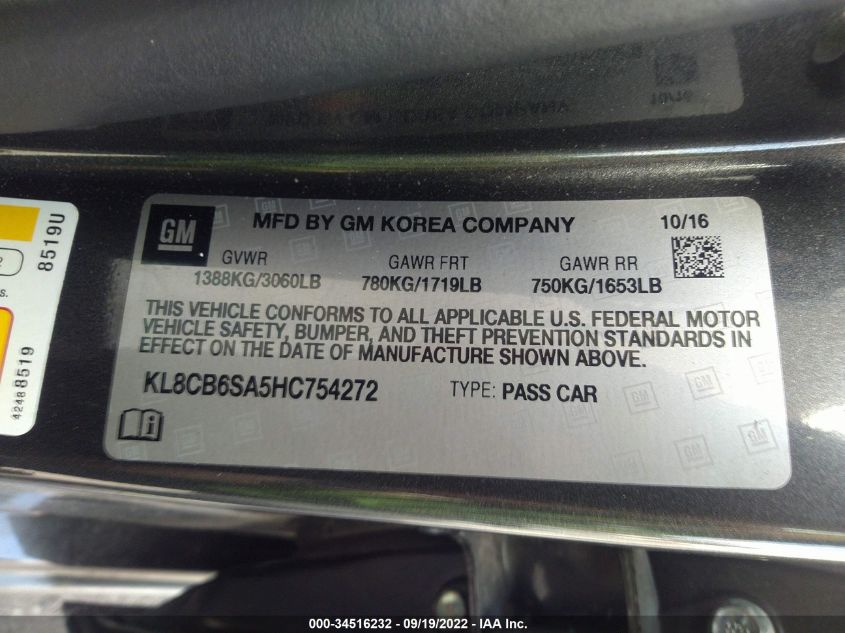 GM
MFD BY GM KOREA COMPANY 10/16
GVWR GAWR FRT GAWR RR
1388KG/3060LB 780KG/1719LB 750KG/1653LB
THIS VEHICLE CONFORMS TO ALL APPLICABLE U.S. FEDERAL MOTOR
VEHICLE SAFETY, BUMPER, AND THEFT PREVENTION STANDARDS IN
EFFECT ON THE DATE OF MANUFACTURE SHOWN ABOVE.
KL8CB6SA5HC754272 TYPE: PASS CAR
8519U
42488519
000-34516232 - 09/19/2022 - IAA Inc.